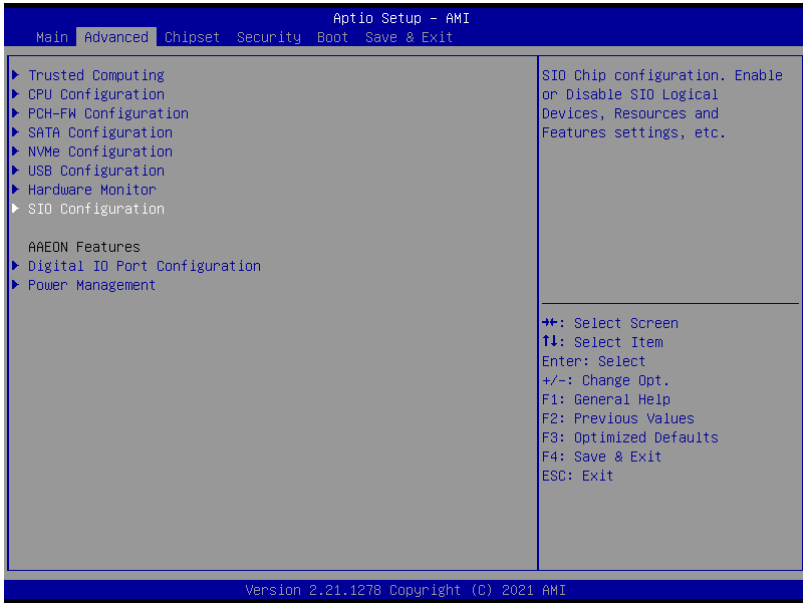 Aptio Setup – AMI
Main Advanced Chipset Security Boot Save & Exit
Trusted Computing
CPU Configuration
PCH-FW Configuration
SATA Configuration
NVMe Configuration
USB Configuration
Hardware Monitor
SIO Configuration
AAEON Features
Digital IO Port Configuration
Power Management
SIO Chip configuration. Enable
or Disable SIO Logical
Devices, Resources and
Features settings, etc.
→←: Select Screen
↑↓: Select Item
Enter: Select
+/-: Change Opt.
F1: General Help
F2: Previous Values
F3: Optimized Defaults
F4: Save & Exit
ESC: Exit
Version 2.21.1278 Copyright (C) 2021 AMI